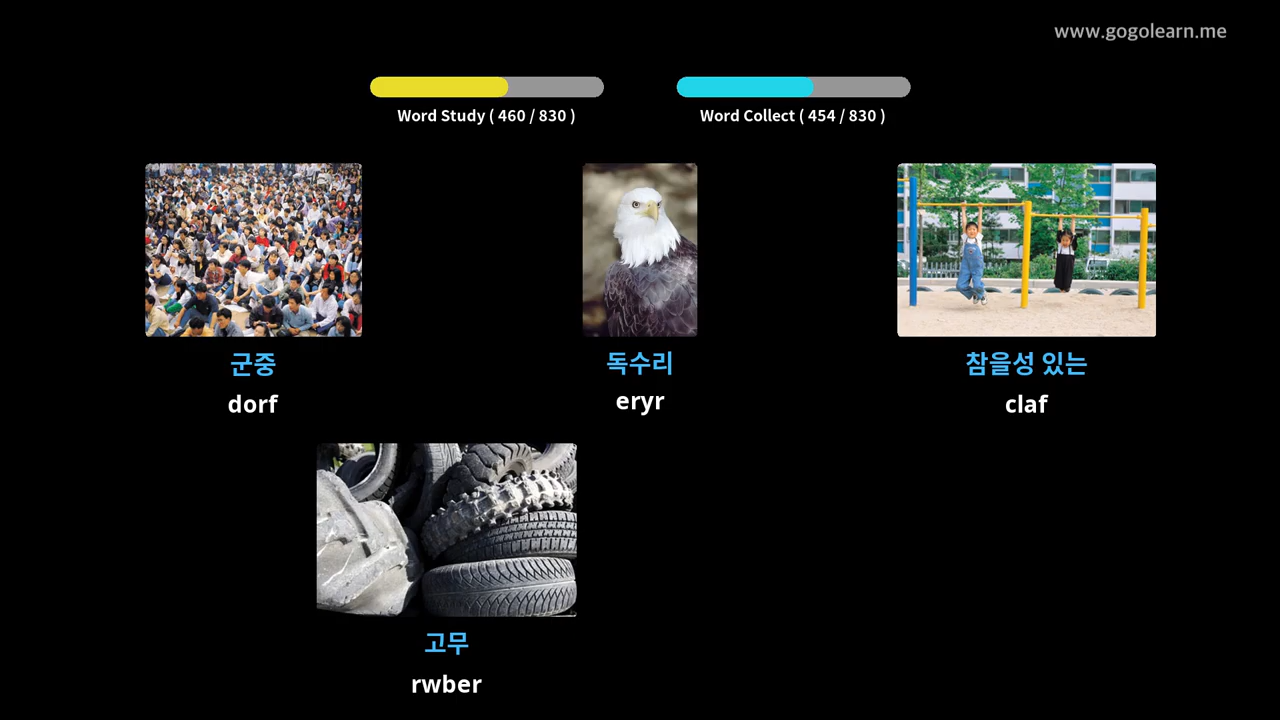 www.gogolearn.me
Word Study ( 460 / 830 )
Word Collect ( 454 / 830 )
군중
dorf
독수리
eryr
참을성 있는
claf
고무
rwber